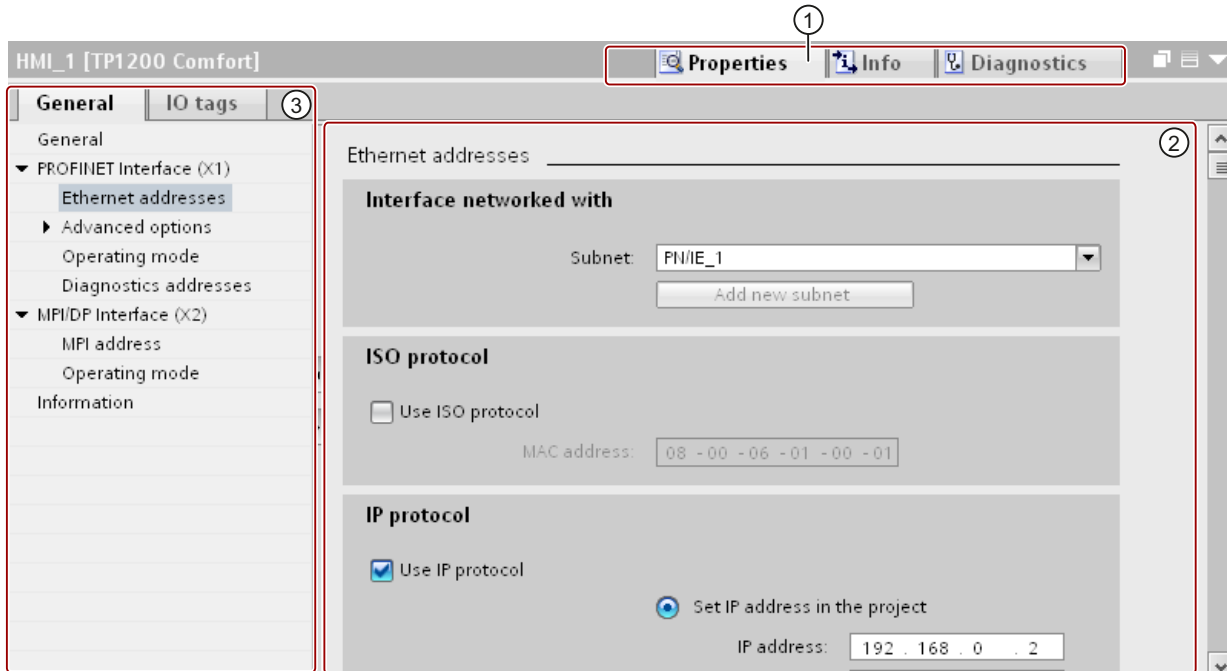 ①
HMI_1 [TP1200 Comfort]
Properties
Info
Diagnostics
General
IO tags
③
General
PROFINET Interface (X1)
Ethernet addresses
Advanced options
Operating mode
Diagnostics addresses
MPI/DP Interface (X2)
MPI address
Operating mode
Information
②
Ethernet addresses
Interface networked with
Subnet: PN/IE_1
Add new subnet
ISO protocol
Use ISO protocol
MAC address: 08 -00 -06 -01 -00 -01
IP protocol
Use IP protocol
Set IP address in the project
IP address: 192 . 168 . 0 . 2